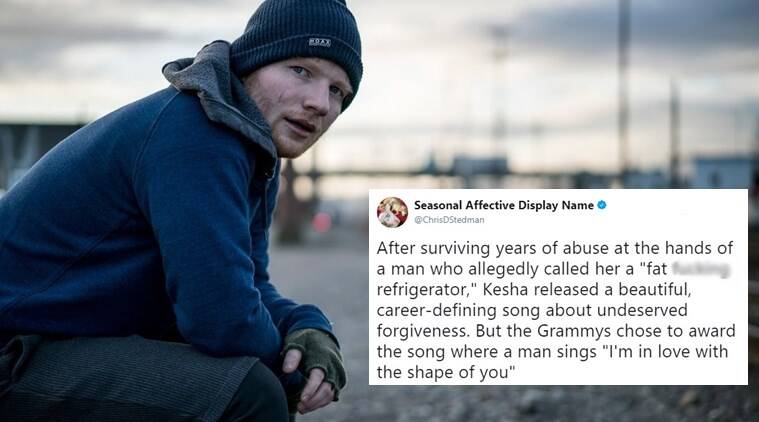 HOAX
Seasonal Affective Display Name
@ChrisDStedman
After surviving years of abuse at the hands of
a man who allegedly called her a "fat
refrigerator," Kesha released a beautiful,
career-defining song about undeserved
forgiveness. But the Grammys chose to award
the song where a man sings "I'm in love with
the shape of you"